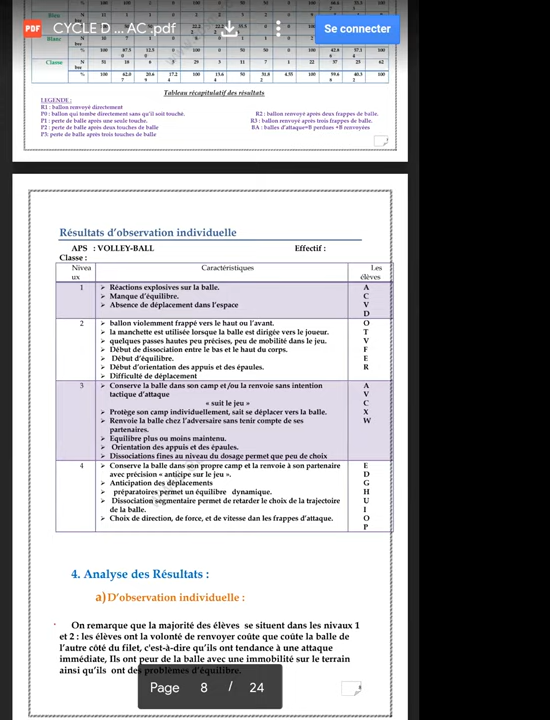 PDF CYCLE D ... AC .pdf Se connecter
Blanc
Classe
Tableau récapitulatif des résultats
LEGENDE :
R1 : ballon renvoyé directement
P0 : ballon qui tombe directement sans qu'il soit touché. R2 : ballon renvoyé après deux frappes de balle.
P1 : perte de balle après une seule touche. R3 : ballon renvoyé après trois frappes de balle.
P2 : perte de balle après deux touches de balle BA : balles d'attaque=B perdues +B renvoyées
P3: perte de balle après trois touches de balle
Résultats d'observation individuelle
APS : VOLLEY-BALL Effectif :
Classe :
Nivea Caractéristiques Les
ux élèves
1 ➢ Réactions explosives sur la balle. A
➢ Manque d'équilibre. C
➢ Absence de déplacement dans l'espace V
D
2 ➢ ballon violemment frappé vers le haut ou l'avant. O
➢ la manchette est utilisée lorsque la balle est dirigée vers le joueur. T
➢ quelques passes hautes peu précises, peu de mobilité dans le jeu. V
➢ Début de dissociation entre le bas et le haut du corps. F
➢ Début d'équilibre. E
➢ Début d'orientation des appuis et des épaules. R
➢ Difficulté de déplacement
3 ➢ Conserve la balle dans son camp et /ou la renvoie sans intention A
tactique d'attaque V
« suit le jeu » C
➢ Protège son camp individuellement, sait se déplacer vers la balle. X
➢ Renvoie la balle chez l'adversaire sans tenir compte de ses W
partenaires.
➢ Equilibre plus ou moins maintenu.
➢ Orientation des appuis et des épaules.
➢ Dissociations fines au niveau du dosage permet que peu de choix
4 ➢ Conserve la balle dans son propre camp et la renvoie à son partenaire E
avec précision « anticipe sur le jeu ». D
➢ Anticipation des déplacements G
➢ préparatoires permet un équilibre dynamique. H
➢ Dissociation segmentaire permet de retarder le choix de la trajectoire U
de la balle. I
➢ Choix de direction, de force, et de vitesse dan les frappes d'attaque. O
P
4. Analyse des Résultats :
a) D'observation individuelle :
On remarque que la majorité des élèves se situent dans les nivaux 1
et 2 : les élèves ont la volonté de renvoyer coûte que coûte la balle de
l'autre côté du filet, c'est-à-dire qu'ils ont tendance à une attaque
immédiate, Ils ont peur de la balle avec une immobilité sur le terrain
ainsi qu'ils ont des problèmes d'équilibre.
Page 8 / 24